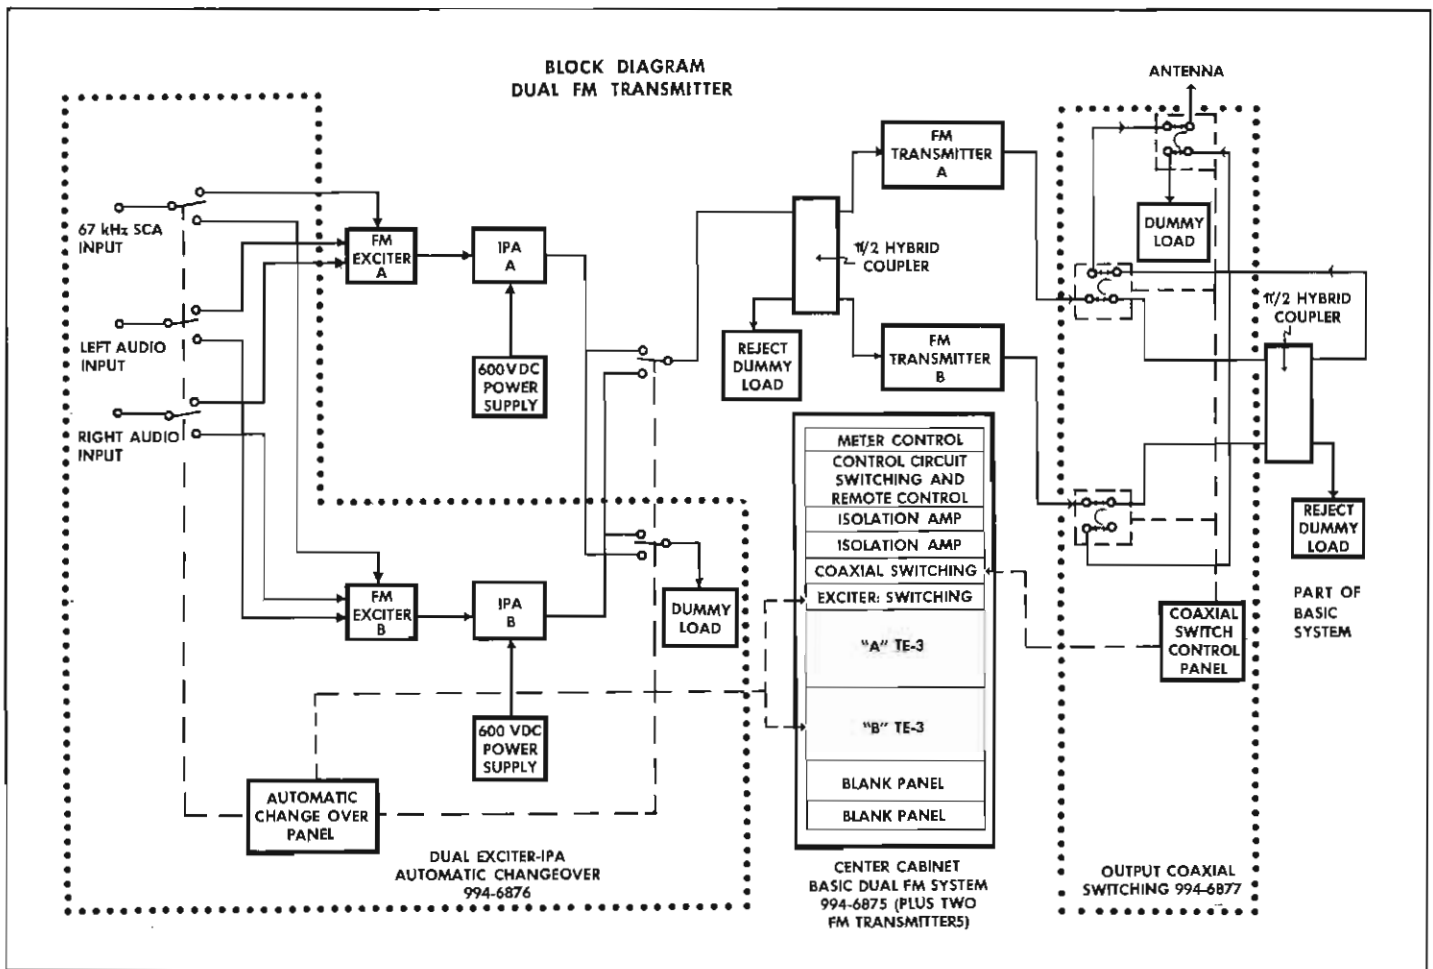 BLOCK DIAGRAM
DUAL FM TRANSMITTER
ANTENNA
67 kHz SCA
INPUT
LEFT AUDIO
INPUT
RIGHT AUDIO
INPUT
FM
EXCITER
A
IPA
A
600 VDC
POWER
SUPPLY
FM
EXCITER
B
IPA
B
600 VDC
POWER
SUPPLY
DUMMY
LOAD
AUTOMATIC
CHANGE OVER
PANEL
DUAL EXCITER-IPA
AUTOMATIC CHANGEOVER
994-6876
π/2 HYBRID
COUPLER
REJECT
DUMMY
LOAD
FM
TRANSMITTER
A
FM
TRANSMITTER
B
METER CONTROL
CONTROL CIRCUIT
SWITCHING AND
REMOTE CONTROL
ISOLATION AMP
ISOLATION AMP
COAXIAL SWITCHING
EXCITER: SWITCHING
"A" TE-3
"B" TE-3
BLANK PANEL
BLANK PANEL
CENTER CABINET
BASIC DUAL FM SYSTEM
994-6875 (PLUS TWO
FM TRANSMITTERS)
DUMMY
LOAD
π/2 HYBRID
COUPLER
REJECT
DUMMY
LOAD
PART OF
BASIC
SYSTEM
COAXIAL
SWITCH
CONTROL
PANEL
OUTPUT COAXIAL
SWITCHING 994-6877